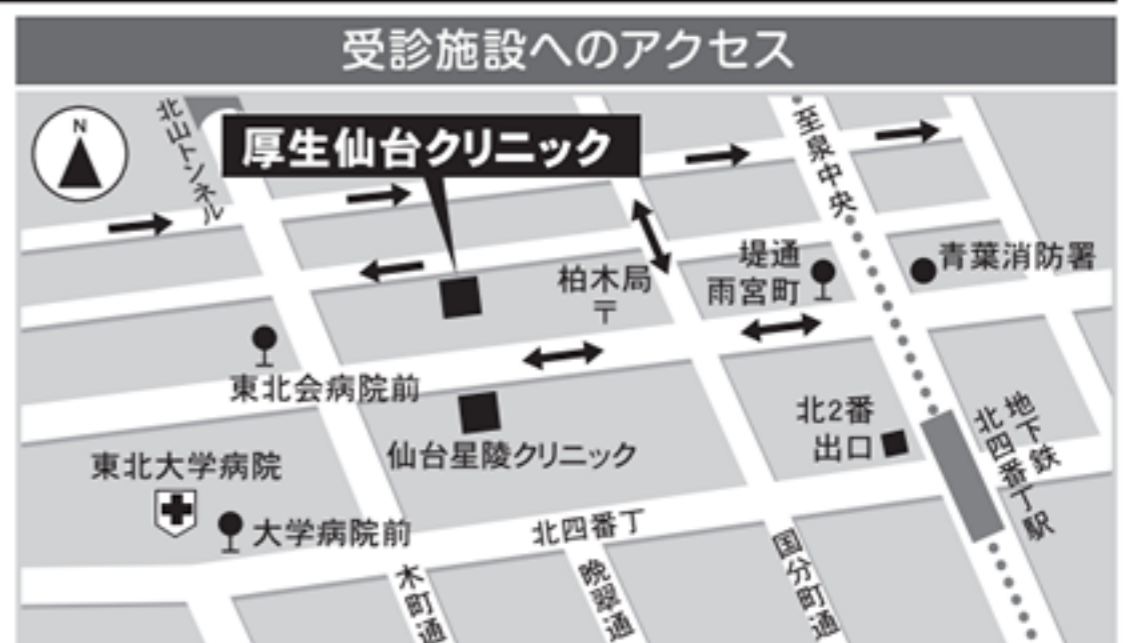 受診施設へのアクセス
N
北山トンネル
厚生仙台クリニック
至泉中央
堤通
雨宮町
青葉消防署
柏木局
〒
東北会病院前
仙台星陵クリニック
北2番
出口
地下鉄
北四番丁駅
東北大学病院
大学病院前
北四番丁
木町通
晩翠通
国分町通